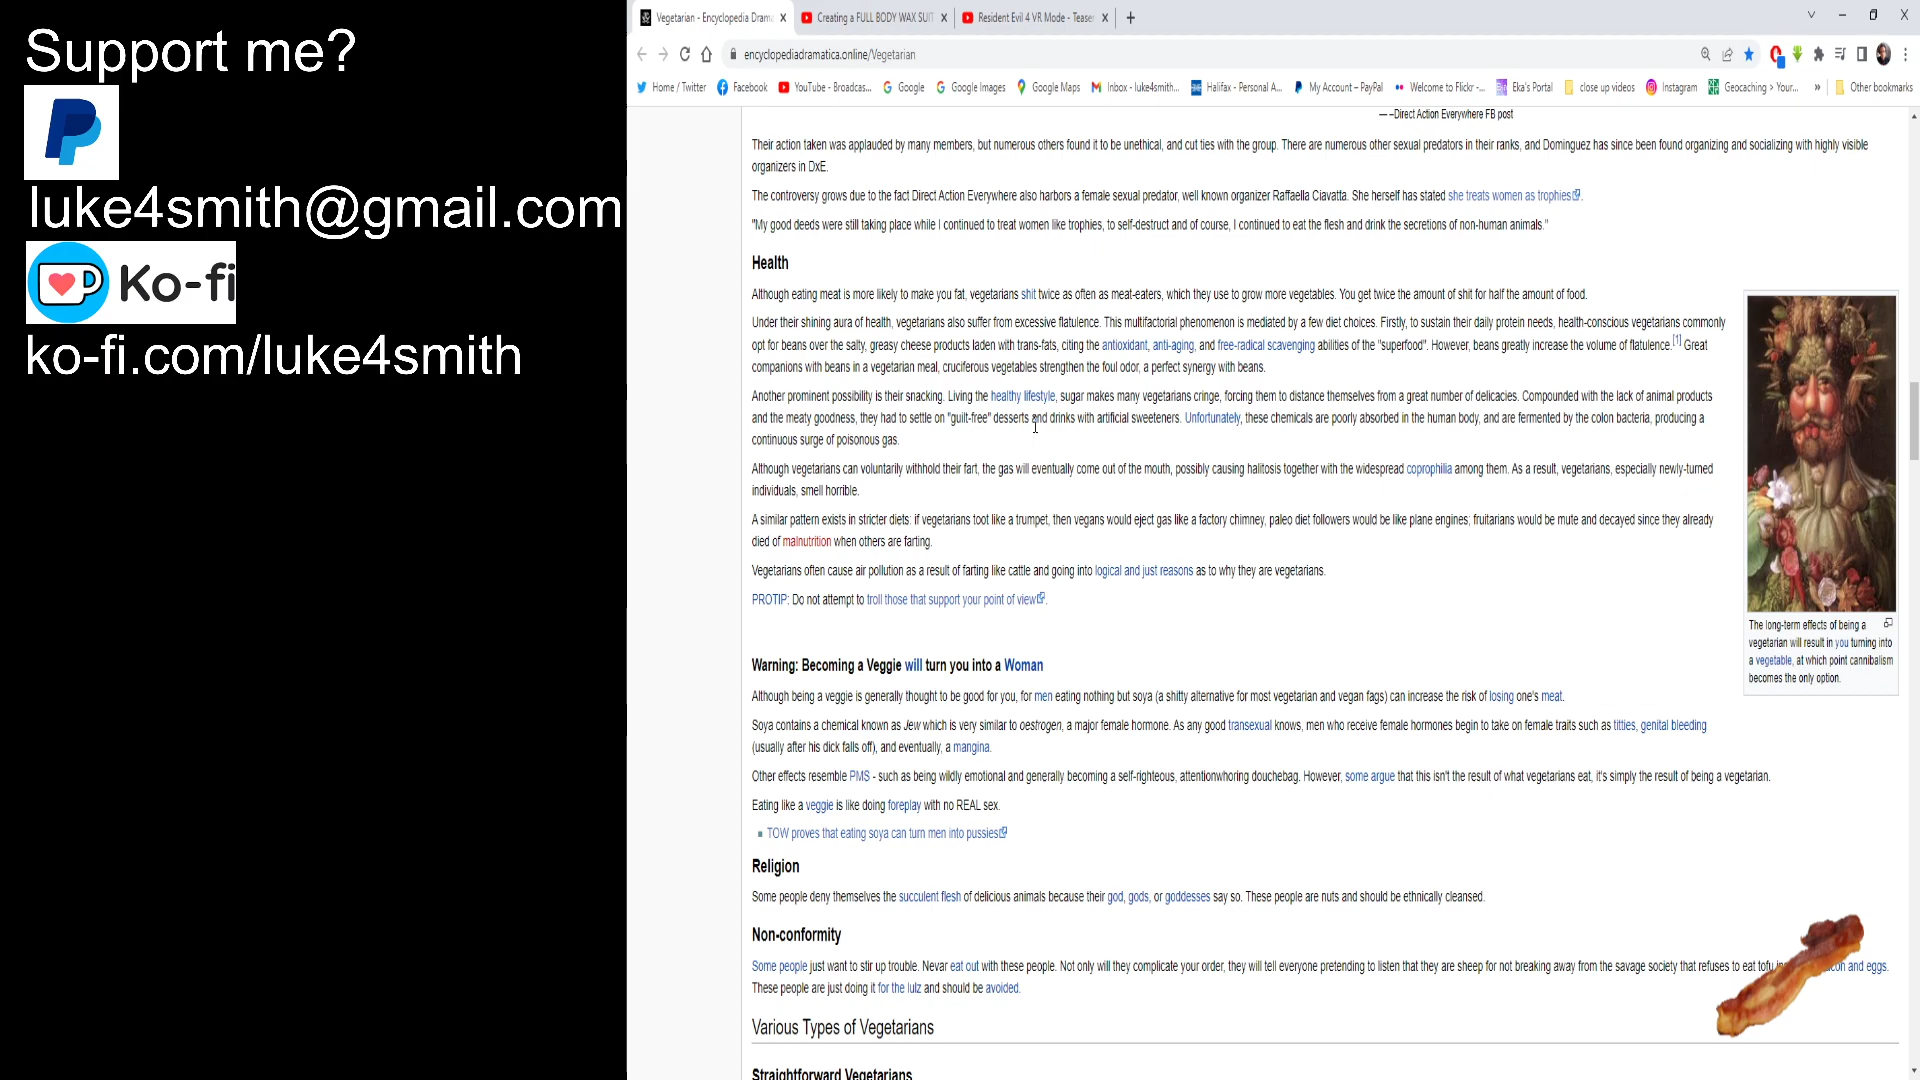 Support me?
luke4smith@gmail.com
Ko-fi
ko-fi.com/luke4smith
Vegetarian - Encyclopedia Drama
Creating a FULL BODY WAX SUIT
Resident Evil 4 VR Mode - Teaser
encyclopediadramatica.online/Vegetarian
Home / Twitter Facebook YouTube - Broadcas... Google Google Images Google Maps Inbox - luke4smith... Halifax - Personal A... My Account – PayPal Welcome to Flickr -... Eka's Portal close up videos Instagram Geocaching > Your... » Other bookmarks
— –Direct Action Everywhere FB post
Their action taken was applauded by many members, but numerous others found it to be unethical, and cut ties with the group. There are numerous other sexual predators in their ranks, and Dominguez has since been found organizing and socializing with highly visible
organizers in DxE.
The controversy grows due to the fact Direct Action Everywhere also harbors a female sexual predator, well known organizer Raffaella Ciavatta. She herself has stated she treats women as trophies.
"My good deeds were still taking place while I continued to treat women like trophies, to self-destruct and of course, I continued to eat the flesh and drink the secretions of non-human animals."
Health
Although eating meat is more likely to make you fat, vegetarians shit twice as often as meat-eaters, which they use to grow more vegetables. You get twice the amount of shit for half the amount of food.
Under their shining aura of health, vegetarians also suffer from excessive flatulence. This multifactorial phenomenon is mediated by a few diet choices. Firstly, to sustain their daily protein needs, health-conscious vegetarians commonly
opt for beans over the salty, greasy cheese products laden with trans-fats, citing the antioxidant, anti-aging, and free-radical scavenging abilities of the "superfood". However, beans greatly increase the volume of flatulence.[1] Great
companions with beans in a vegetarian meal, cruciferous vegetables strengthen the foul odor, a perfect synergy with beans.
Another prominent possibility is their snacking. Living the healthy lifestyle, sugar makes many vegetarians cringe, forcing them to distance themselves from a great number of delicacies. Compounded with the lack of animal products
and the meaty goodness, they had to settle on "guilt-free" desserts and drinks with artificial sweeteners. Unfortunately, these chemicals are poorly absorbed in the human body, and are fermented by the colon bacteria, producing a
continuous surge of poisonous gas.
Although vegetarians can voluntarily withhold their fart, the gas will eventually come out of the mouth, possibly causing halitosis together with the widespread coprophilia among them. As a result, vegetarians, especially newly-turned
individuals, smell horrible.
A similar pattern exists in stricter diets: if vegetarians toot like a trumpet, then vegans would eject gas like a factory chimney, paleo diet followers would be like plane engines; fruitarians would be mute and decayed since they already
died of malnutrition when others are farting.
Vegetarians often cause air pollution as a result of farting like cattle and going into logical and just reasons as to why they are vegetarians.
PROTIP: Do not attempt to troll those that support your point of view.
The long-term effects of being a
vegetarian will result in you turning into
a vegetable, at which point cannibalism
becomes the only option.
Warning: Becoming a Veggie will turn you into a Woman
Although being a veggie is generally thought to be good for you, for men eating nothing but soya (a shitty alternative for most vegetarian and vegan fags) can increase the risk of losing one's meat.
Soya contains a chemical known as Jew which is very similar to oestrogen, a major female hormone. As any good transexual knows, men who receive female hormones begin to take on female traits such as titties, genital bleeding
(usually after his dick falls off), and eventually, a mangina.
Other effects resemble PMS - such as being wildly emotional and generally becoming a self-righteous, attentionwhoring douchebag. However, some argue that this isn't the result of what vegetarians eat, it's simply the result of being a vegetarian.
Eating like a veggie is like doing foreplay with no REAL sex.
TOW proves that eating soya can turn men into pussies
Religion
Some people deny themselves the succulent flesh of delicious animals because their god, gods, or goddesses say so. These people are nuts and should be ethnically cleansed.
Non-conformity
Some people just want to stir up trouble. Nevar eat out with these people. Not only will they complicate your order, they will tell everyone pretending to listen that they are sheep for not breaking away from the savage society that refuses to eat tofu and eggs.
These people are just doing it for the lulz and should be avoided.
Various Types of Vegetarians
Straightforward Vegetarians